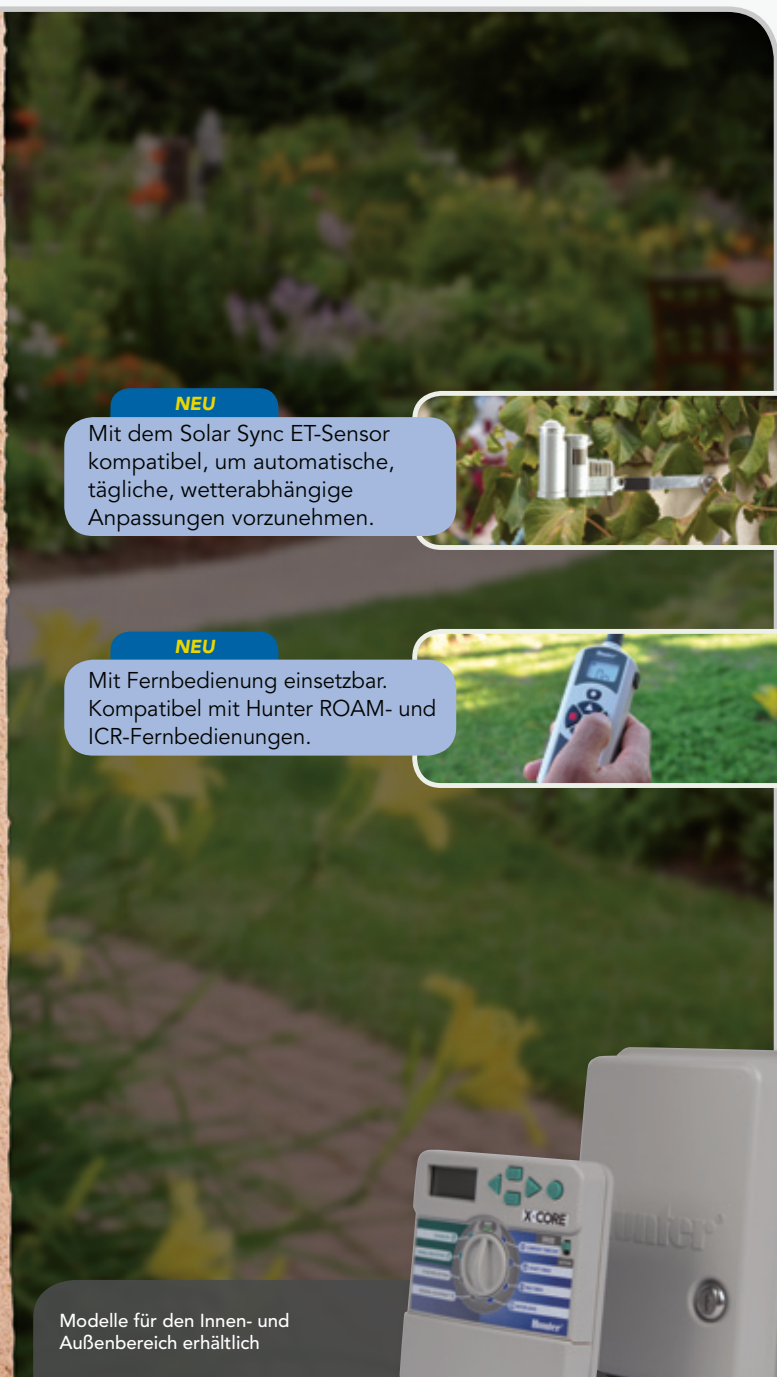 NEU
Mit dem Solar Sync ET-Sensor
kompatibel, um automatische,
tägliche, wetterabhängige
Anpassungen vorzunehmen.
NEU
Mit Fernbedienung einsetzbar.
Kompatibel mit Hunter ROAM- und
ICR-Fernbedienungen.
X-CORE
Hunter
Hunter
Modelle für den Innen- und
Außenbereich erhältlich